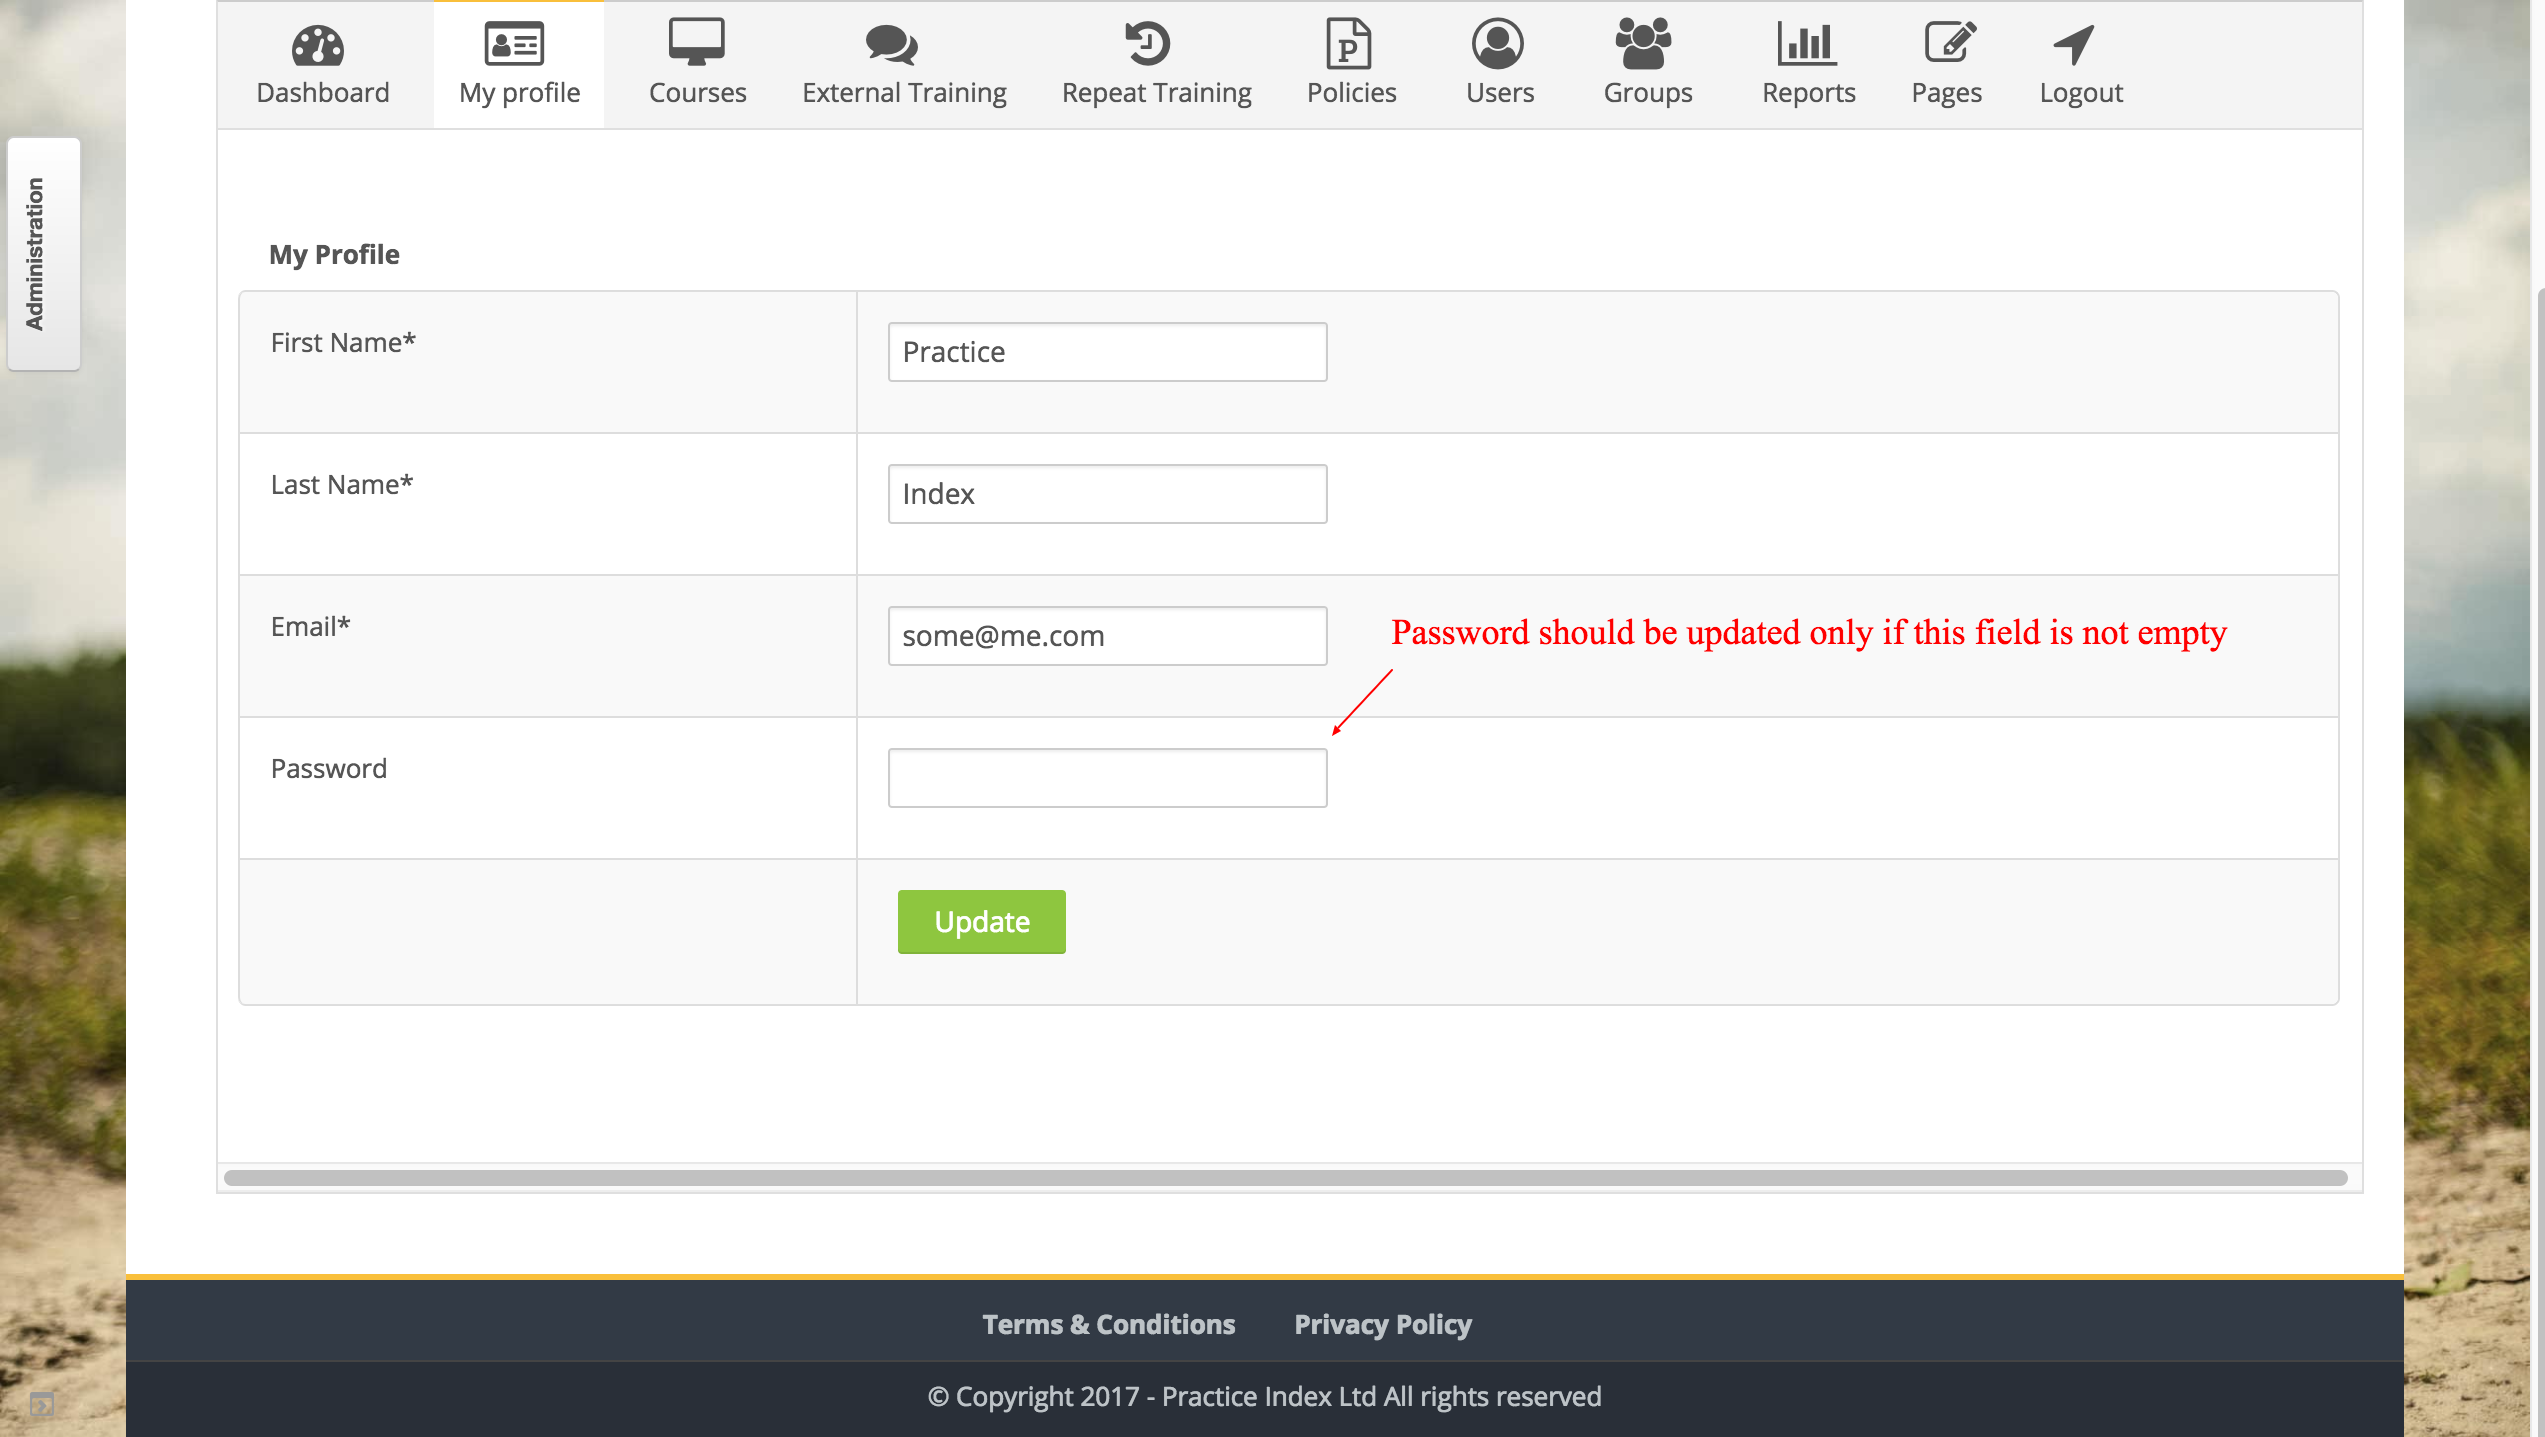 Dashboard
My profile
Courses
External Training
Repeat Training
Policies
Users
Groups
Reports
Pages
Logout
Administration
My Profile
First Name*
Practice
Last Name*
Index
Email*
some@me.com
Password should be updated only if this field is not empty
Password
Update
Terms & Conditions
Privacy Policy
© Copyright 2017 - Practice Index Ltd All rights reserved